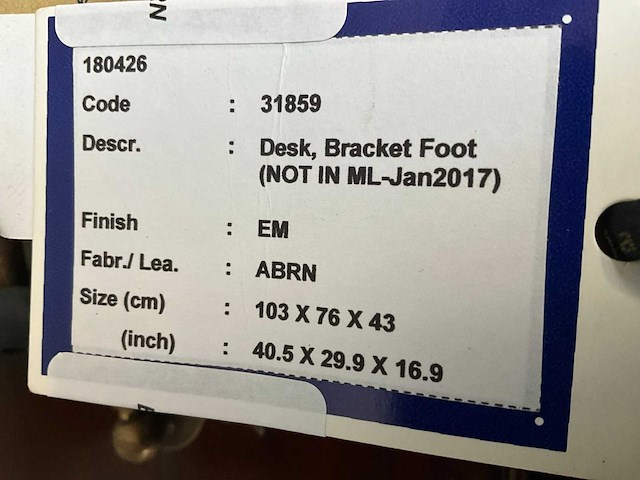 180426
Code : 31859
Descr. : Desk, Bracket Foot
(NOT IN ML-Jan2017)
Finish : EM
Fabr./ Lea. : ABRN
Size (cm) : 103 X 76 X 43
(inch) : 40.5 X 29.9 X 16.9